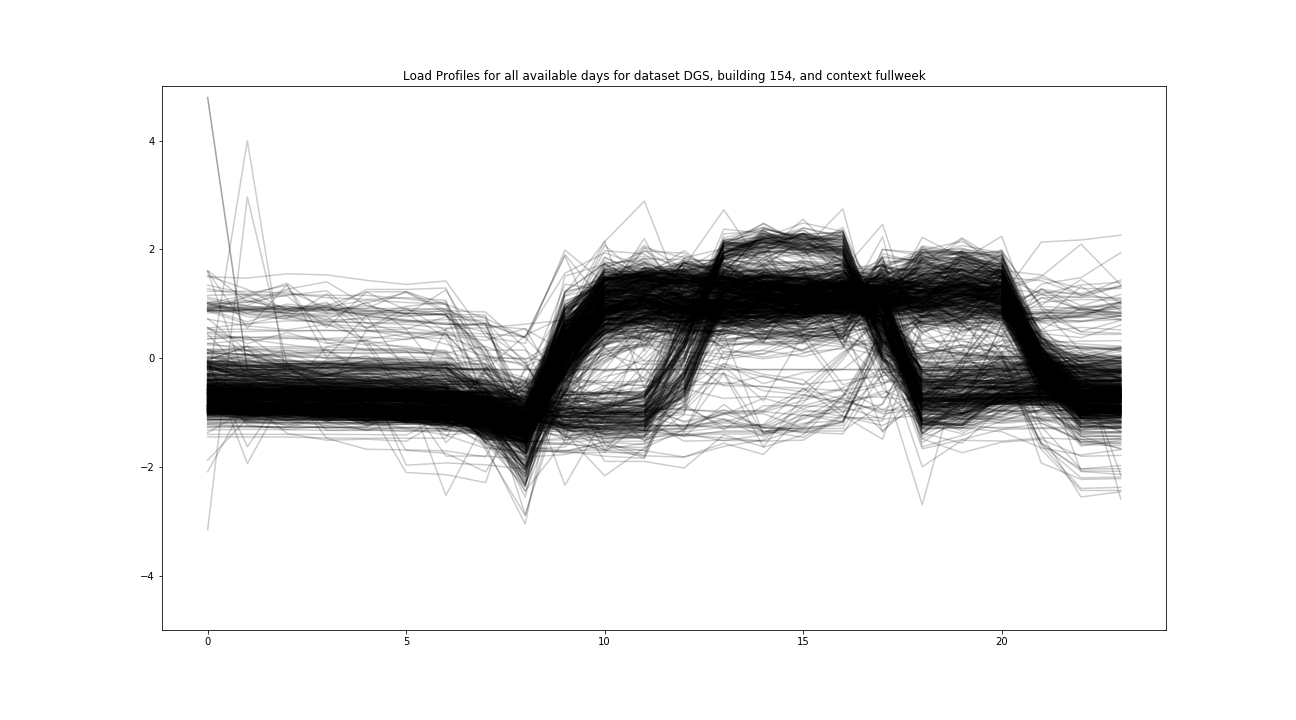 Load Profiles for all available days for dataset DGS, building 154, and context fullweek
4
2
0
−2
−4
0 5 10 15 20